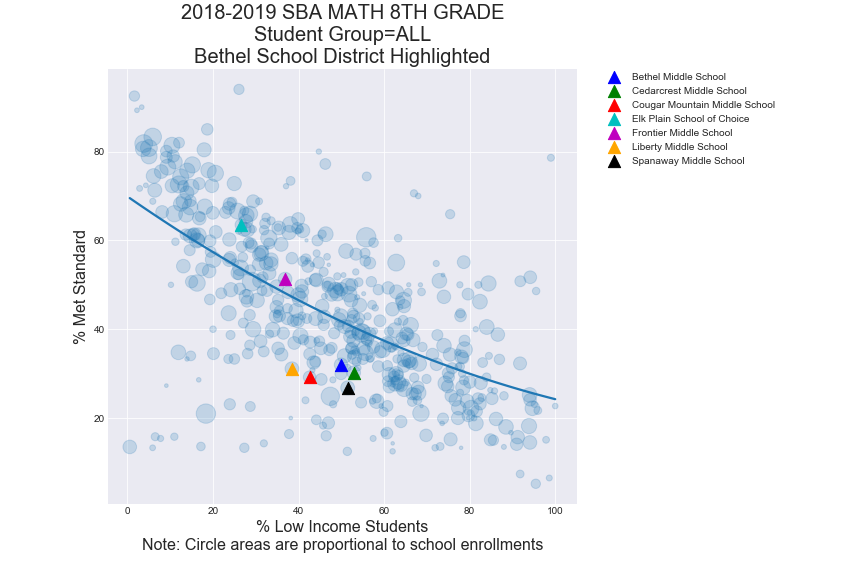 2018-2019 SBA MATH 8TH GRADE
Student Group=ALL
Bethel School District Highlighted
Bethel Middle School
Cedarcrest Middle School
Cougar Mountain Middle School
Elk Plain School of Choice
Frontier Middle School
Liberty Middle School
Spanaway Middle School
% Met Standard
80
60
40
20
0 20 40 60 80 100
% Low Income Students
Note: Circle areas are proportional to school enrollments